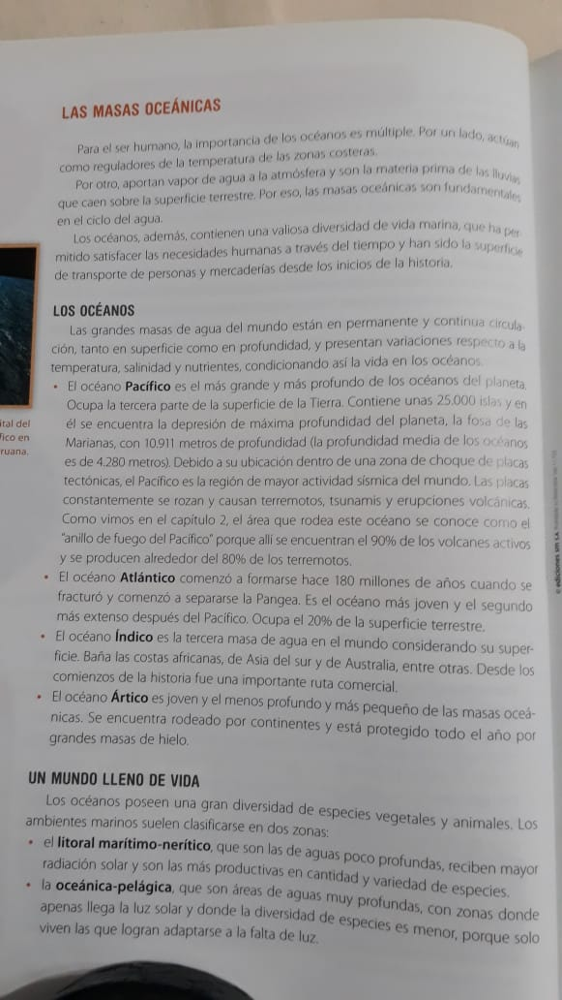 LAS MASAS OCEÁNICAS
Para el ser humano, la importancia de los océanos es múltiple. Por un lado, actúan
como reguladores de la temperatura de las zonas costeras.
Por otro, aportan vapor de agua a la atmósfera y son la materia prima de las lluvias
que caen sobre la superficie terrestre. Por eso, las masas oceánicas son fundamentales
en el ciclo del agua.
Los océanos, además, contienen una valiosa diversidad de vida marina, que ha per
mitido satisfacer las necesidades humanas a través del tiempo y han sido la superficie
de transporte de personas y mercaderías desde los inicios de la historia.
LOS OCÉANOS
Las grandes masas de agua del mundo están en permanente y continua circula
ción, tanto en superficie como en profundidad, y presentan variaciones respecto a la
temperatura, salinidad y nutrientes, condicionando así la vida en los océanos.
• El océano Pacífico es el más grande y más profundo de los océanos del planeta.
Ocupa la tercera parte de la superficie de la Tierra. Contiene unas 25.000 islas y en
él se encuentra la depresión de máxima profundidad del planeta, la fosa de las
Marianas, con 10.911 metros de profundidad (la profundidad media de los océanos
es de 4.280 metros). Debido a su ubicación dentro de una zona de choque de placas
tectónicas, el Pacífico es la región de mayor actividad sísmica del mundo. Las placas
constantemente se rozan y causan terremotos, tsunamis y erupciones volcánicas.
Como vimos en el capítulo 2, el área que rodea este océano se conoce como el
"anillo de fuego del Pacífico" porque allí se encuentran el 90% de los volcanes activos
y se producen alrededor del 80% de los terremotos.
• El océano Atlántico comenzó a formarse hace 180 millones de años cuando se
fracturó y comenzó a separarse la Pangea. Es el océano más joven y el segundo
más extenso después del Pacífico. Ocupa el 20% de la superficie terrestre.
• El océano Índico es la tercera masa de agua en el mundo considerando su super-
ficie. Baña las costas africanas, de Asia del sur y de Australia, entre otras. Desde los
comienzos de la historia fue una importante ruta comercial.
• El océano Ártico es joven y el menos profundo y más pequeño de las masas oceá-
nicas. Se encuentra rodeado por continentes y está protegido todo el año por
grandes masas de hielo.
UN MUNDO LLENO DE VIDA
Los océanos poseen una gran diversidad de especies vegetales y animales. Los
ambientes marinos suelen clasificarse en dos zonas:
• el litoral marítimo-nerítico, que son las de aguas poco profundas, reciben mayor
radiación solar y son las más productivas en cantidad y variedad de especies.
• la oceánica-pelágica, que son áreas de aguas muy profundas, con zonas donde
apenas llega la luz solar y donde la diversidad de especies es menor, porque solo
viven las que logran adaptarse a la falta de luz.
ital del
fico en
ruana.
© ediciones SM S.A.